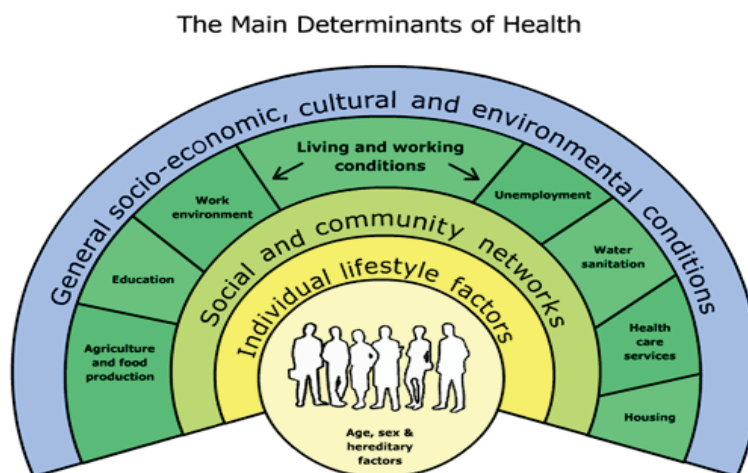 The Main Determinants of Health
General socio-economic, cultural and environmental conditions
Living and working
conditions
Work
environment
Unemployment
Education
Water
sanitation
Agriculture
and food
production
Health
care
services
Housing
Social and community networks
Individual lifestyle factors
Age, sex &
hereditary
factors